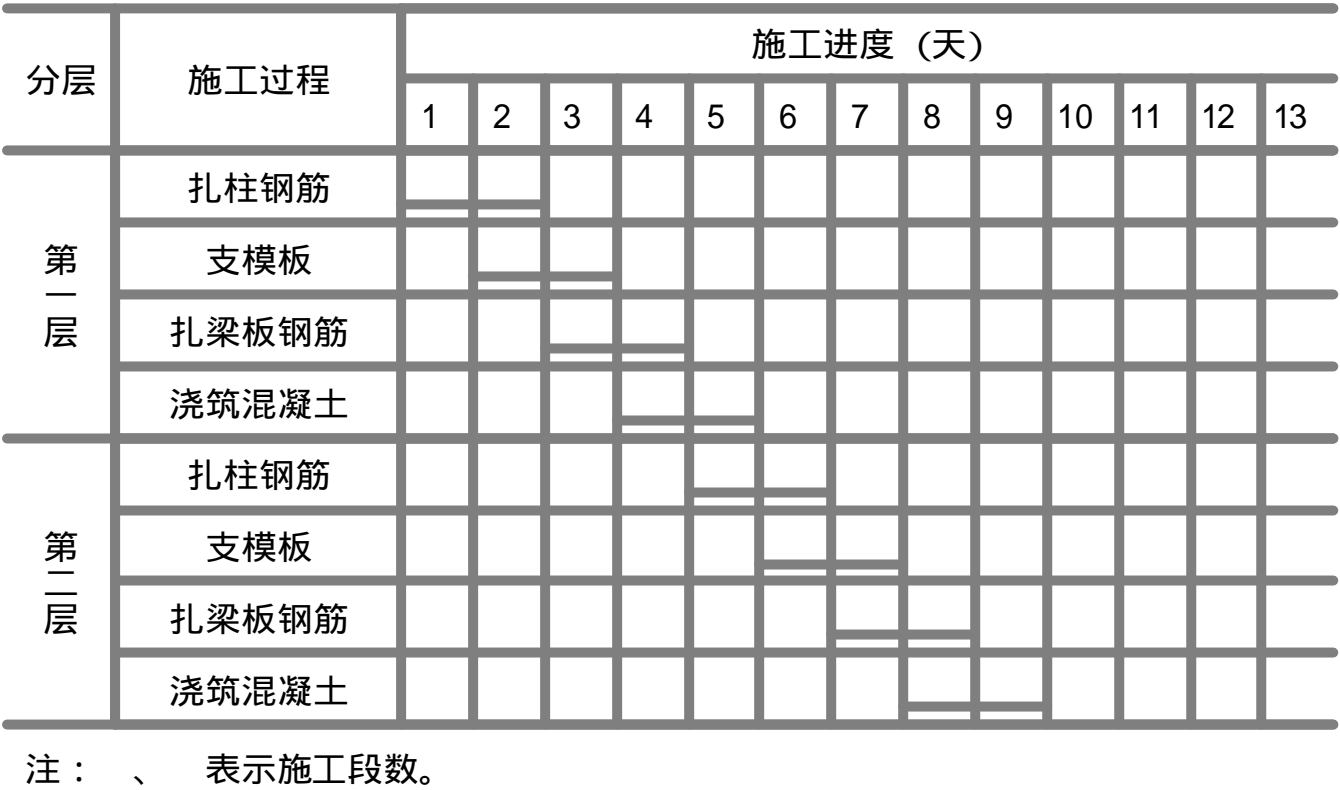 分层 施工过程 施工进度 (天)
1 2 3 4 5 6 7 8 9 10 11 12 13
第一层
扎柱钢筋
支模板
扎梁板钢筋
浇筑混凝土
第二层
扎柱钢筋
支模板
扎梁板钢筋
浇筑混凝土
注： 、 表示施工段数。